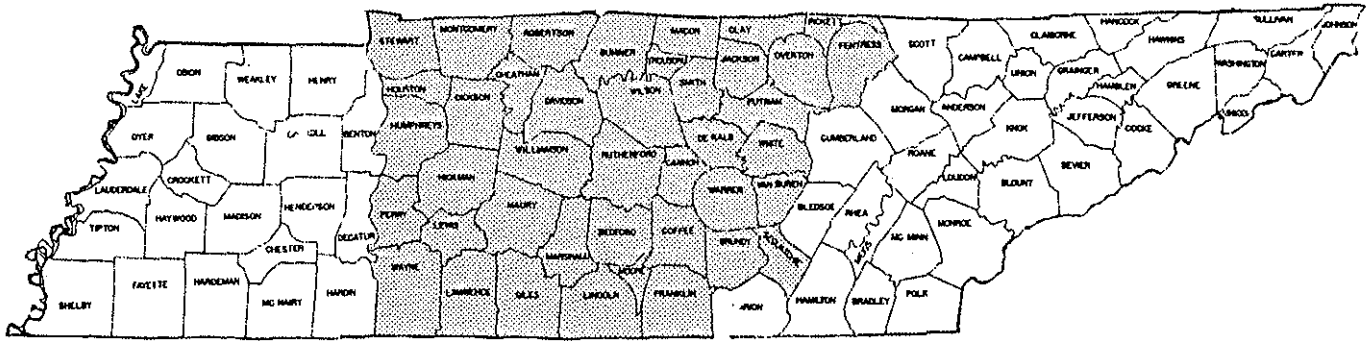 STEWART
MONTGOMERY
ROBERTSON
SUMNER
MACON
CLAY
PICKETT
FENTRESS
SCOTT
CAMPBELL
CLAIBORNE
HANCOCK
HAWKINS
SULLIVAN
JOHNSON
CARTER
WASHINGTON
GREENE
LAKE
OBION
WEAKLEY
HENRY
HOUSTON
DICKSON
CHEATHAM
DAVIDSON
WILSON
SMITH
JACKSON
OVERTON
PUTNAM
MORGAN
ANDERSON
UNION
GRAINGER
HAMBLEN
JEFFERSON
COCKE
DYER
GIBSON
BENTON
HUMPHREYS
WILLIAMSON
RUTHERFORD
CANNON
DE KALB
WHITE
CUMBERLAND
ROANE
KNOX
SEVIER
LAUDERDALE
CROCKETT
HAYWOOD
MADISON
HENDERSON
DECATUR
PERRY
HICKMAN
LEWIS
MAURY
BEDFORD
COFFEE
WARREN
VAN BUREN
BLEDSOE
RHEA
MEIGS
MC MINN
LOUDON
MONROE
BLOUNT
TIPTON
CHESTER
MARSHALL
MOORE
SHELBY
FAYETTE
HARDEMAN
MC NAIRY
HARDIN
WAYNE
LAWRENCE
GILES
LINCOLN
FRANKLIN
ARION
HAMILTON
BRADLEY
POLK